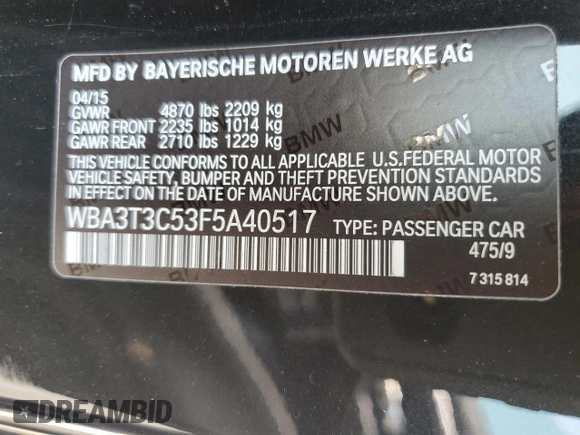 MFD BY BAYERISCHE MOTOREN WERKE AG
04/15
GVWR 4870 lbs 2209 kg
GAWR FRONT 2235 lbs 1014 kg
GAWR REAR 2710 lbs 1229 kg
THIS VEHICLE CONFORMS TO ALL APPLICABLE U.S.FEDERAL MOTOR
VEHICLE SAFETY, BUMPER AND THEFT PREVENTION STANDARDS
IN EFFECT ON THE DATE OF MANUFACTURE SHOWN ABOVE.
WBA3T3C53F5A40517 TYPE: PASSENGER CAR
475/9
7 315 814
DREAMBID